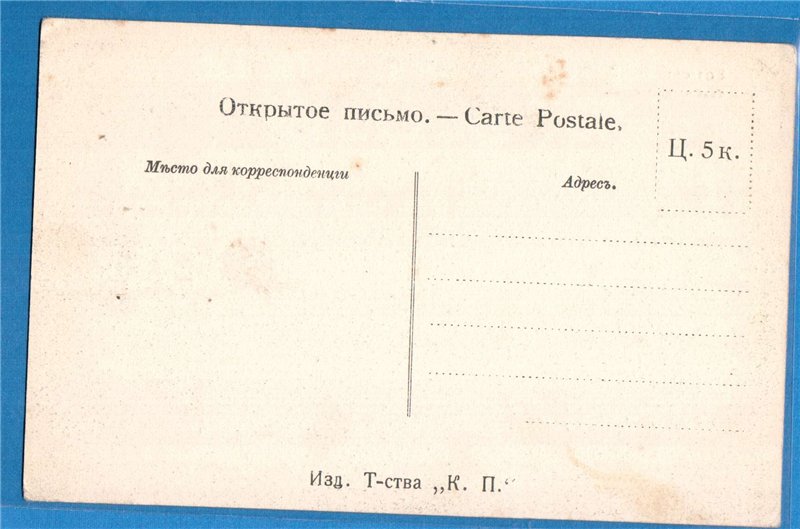 Открытое письмо. — Carte Postale.
Ц. 5 к.
Мѣсто для корреспонденціи
Адресъ.
Изд. Т-ства „К. П.“